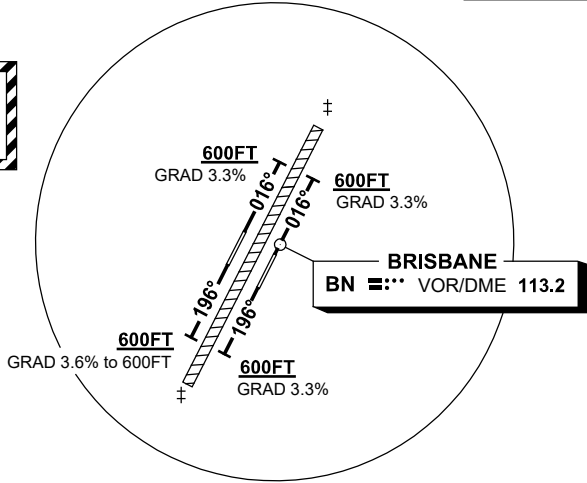 ‡
600FT
GRAD 3.3%
016°
016°
600FT
GRAD 3.3%
BRISBANE
BN VOR/DME 113.2
196°
196°
600FT
GRAD 3.6% to 600FT
600FT
GRAD 3.3%
‡